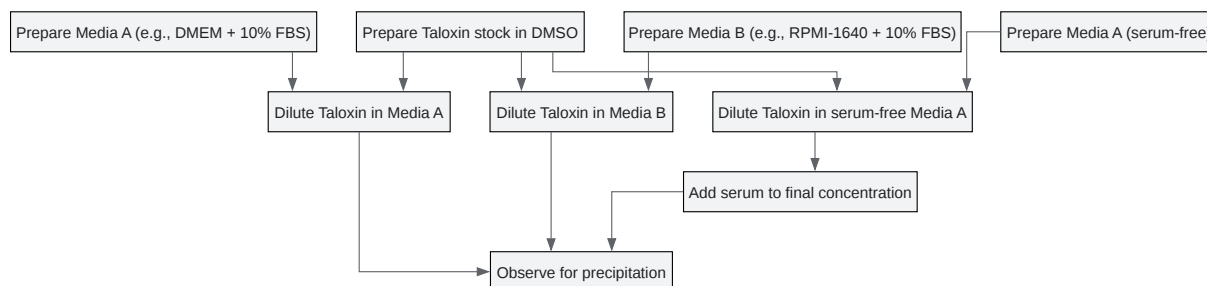 Prepare Media A (e.g., DMEM + 10% FBS)
Prepare Taloxin stock in DMSO
Prepare Media B (e.g., RPMI-1640 + 10% FBS)
Prepare Media A (serum-free)
Dilute Taloxin in Media A
Dilute Taloxin in Media B
Dilute Taloxin in serum-free Media A
Add serum to final concentration
Observe for precipitation